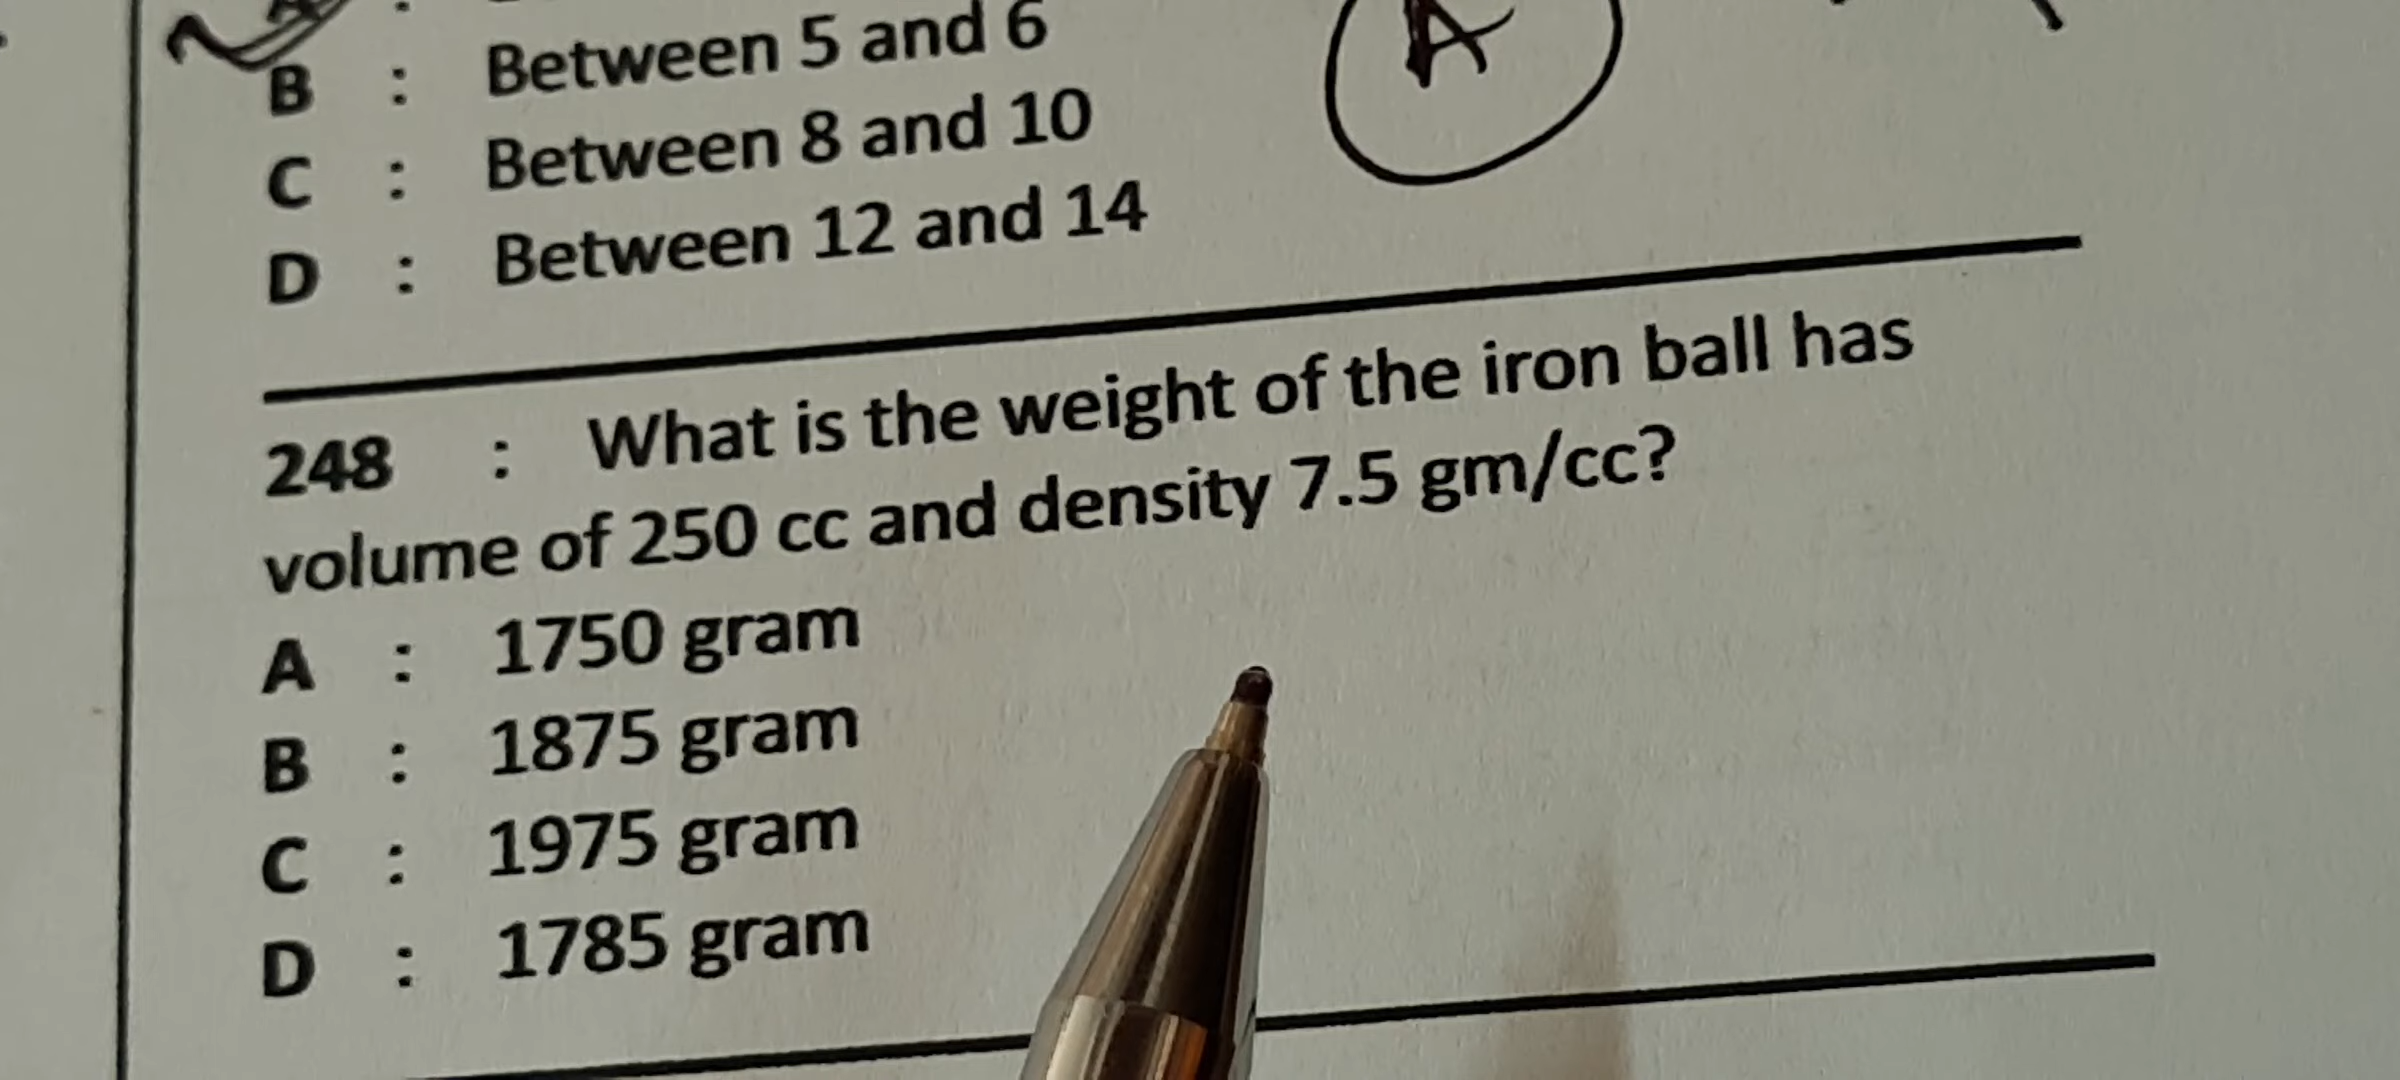 B : Between 5 and 6
A
C : Between 8 and 10
D : Between 12 and 14
248 : What is the weight of the iron ball has
volume of 250 cc and density 7.5 gm/cc?
A : 1750 gram
B : 1875 gram
C : 1975 gram
D : 1785 gram